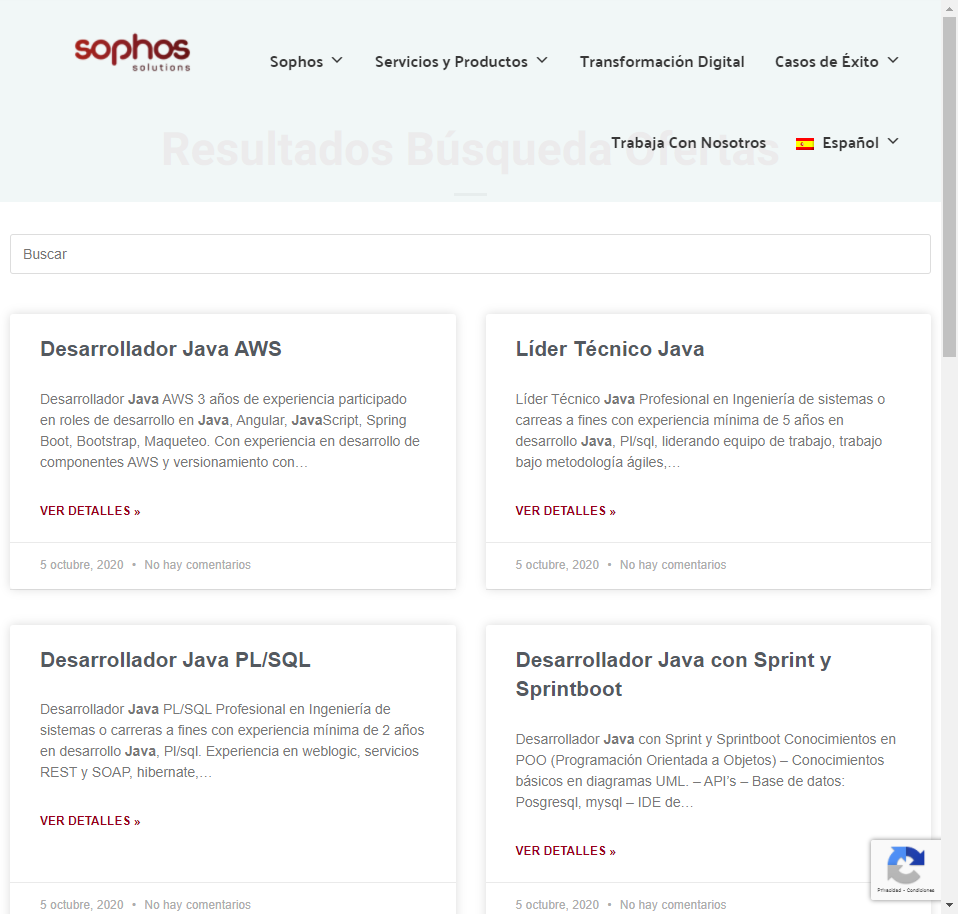 sophos
solutions
Sophos
Servicios y Productos
Transformación Digital
Casos de Éxito
Resultados Búsqueda Ofertas
Trabaja Con Nosotros
Español
Buscar
Desarrollador Java AWS
Desarrollador Java AWS 3 años de experiencia participado
en roles de desarrollo en Java, Angular, JavaScript, Spring
Boot, Bootstrap, Maqueteo. Con experiencia en desarrollo de
componentes AWS y versionamiento con…
VER DETALLES »
5 octubre, 2020 • No hay comentarios
Líder Técnico Java
Líder Técnico Java Profesional en Ingeniería de sistemas o
carreas a fines con experiencia mínima de 5 años en
desarrollo Java, Pl/sql, liderando equipo de trabajo, trabajo
bajo metodología ágiles,…
VER DETALLES »
5 octubre, 2020 • No hay comentarios
Desarrollador Java PL/SQL
Desarrollador Java PL/SQL Profesional en Ingeniería de
sistemas o carreras a fines con experiencia mínima de 2 años
en desarrollo Java, Pl/sql. Experiencia en weblogic, servicios
REST y SOAP, hibernate,…
VER DETALLES »
5 octubre, 2020 • No hay comentarios
Desarrollador Java con Sprint y
Sprintboot
Desarrollador Java con Sprint y Sprintboot Conocimientos en
POO (Programación Orientada a Objetos) – Conocimientos
básicos en diagramas UML. – API’s – Base de datos:
Posgresql, mysql – IDE de…
VER DETALLES »
5 octubre, 2020 • No hay comentarios
Privacidad - Condiciones